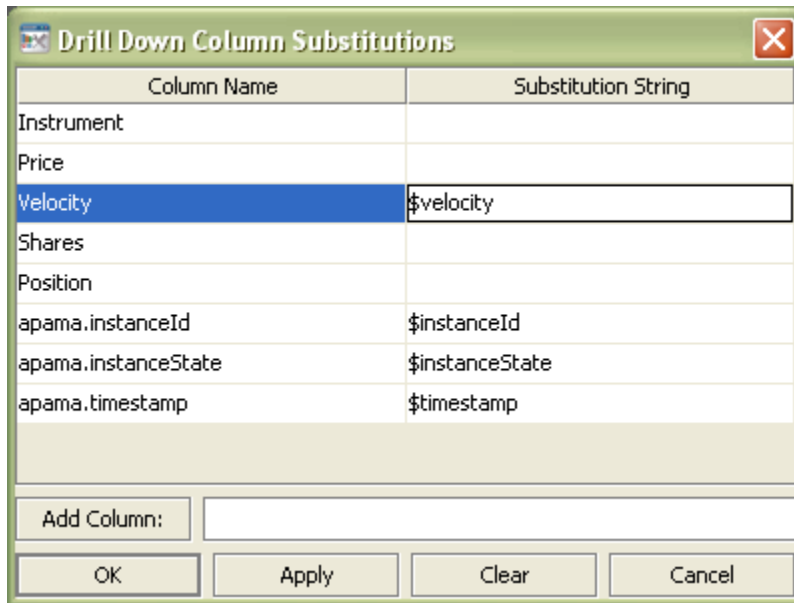 Drill Down Column Substitutions
Column Name Substitution String
Instrument
Price
Velocity $velocity
Shares
Position
apama.instanceId $instanceId
apama.instanceState $instanceState
apama.timestamp $timestamp
Add Column:
OK Apply Clear Cancel